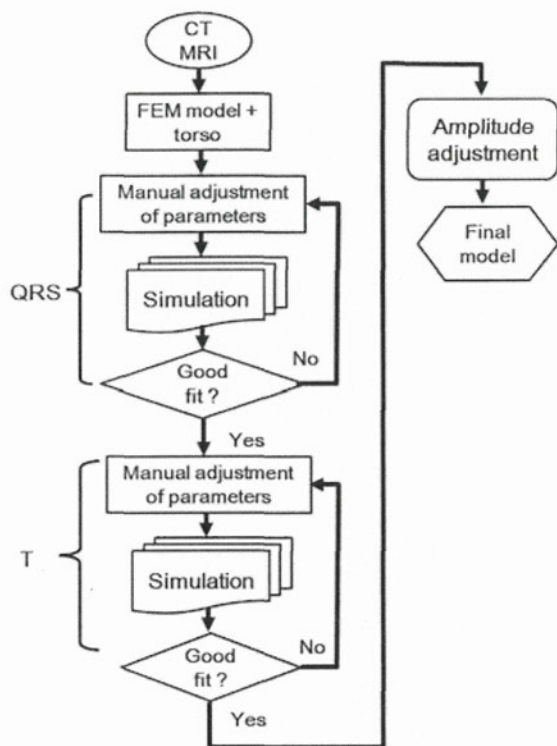 CT
MRI
FEM model +
torso
Manual adjustment
of parameters
QRS
Simulation
Good
fit ?
No
Yes
Manual adjustment
of parameters
T
Simulation
Good
fit ?
No
Yes
Amplitude
adjustment
Final
model